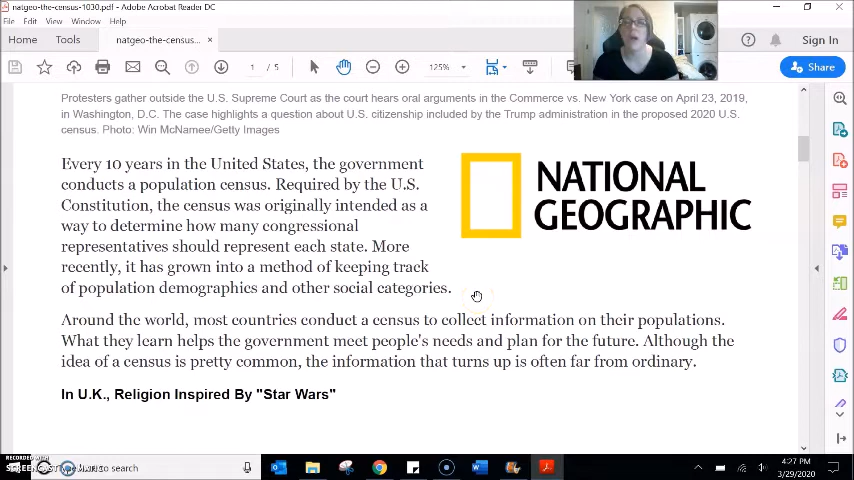 natgeo-the-census-1030.pdf - Adobe Acrobat Reader DC
File Edit View Window Help
Home Tools natgeo-the-census... × Sign In
1 / 5 125% Share
Protesters gather outside the U.S. Supreme Court as the court hears oral arguments in the Commerce vs. New York case on April 23, 2019,
in Washington, D.C. The case highlights a question about U.S. citizenship included by the Trump administration in the proposed 2020 U.S.
census. Photo: Win McNamee/Getty Images
Every 10 years in the United States, the government
conducts a population census. Required by the U.S.
Constitution, the census was originally intended as a
way to determine how many congressional
representatives should represent each state. More
recently, it has grown into a method of keeping track
of population demographics and other social categories.
NATIONAL
GEOGRAPHIC
Around the world, most countries conduct a census to collect information on their populations.
What they learn helps the government meet people's needs and plan for the future. Although the
idea of a census is pretty common, the information that turns up is often far from ordinary.
In U.K., Religion Inspired By "Star Wars"
RECORDED WITH
to search
4:27 PM
3/29/2020